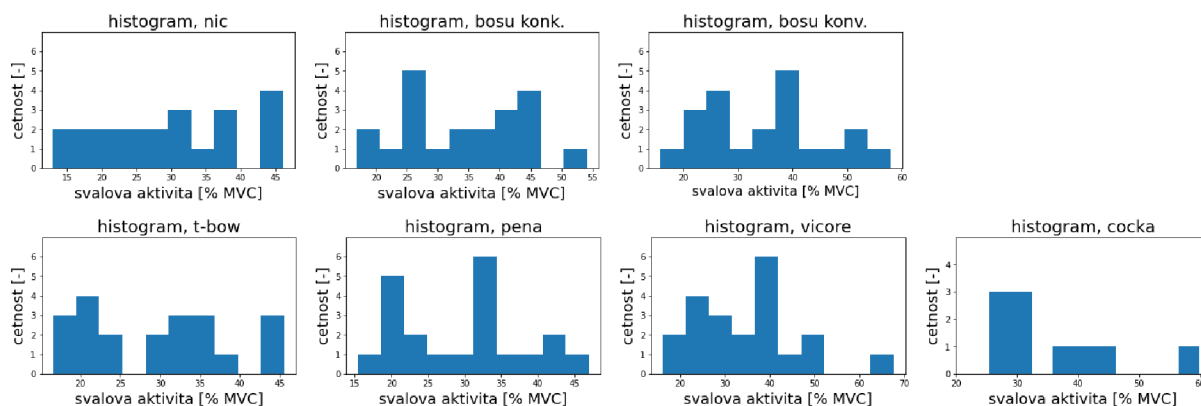 histogram, nic
cetnost [-]
6
5
4
3
2
1
0
15 20 25 30 35 40 45
svalova aktivita [% MVC]
histogram, bosu konk.
cetnost [-]
6
5
4
3
2
1
0
20 25 30 35 40 45 50 55
svalova aktivita [% MVC]
histogram, bosu konv.
cetnost [-]
6
5
4
3
2
1
0
20 30 40 50 60
svalova aktivita [% MVC]
histogram, t-bow
cetnost [-]
6
5
4
3
2
1
0
20 25 30 35 40 45
svalova aktivita [% MVC]
histogram, pena
cetnost [-]
6
5
4
3
2
1
0
20 25 30 35 40 45
svalova aktivita [% MVC]
histogram, vicore
cetnost [-]
6
5
4
3
2
1
0
20 30 40 50 60 70
svalova aktivita [% MVC]
histogram, cocka
cetnost [-]
4
3
2
1
0
20 30 40 50 60
svalova aktivita [% MVC]